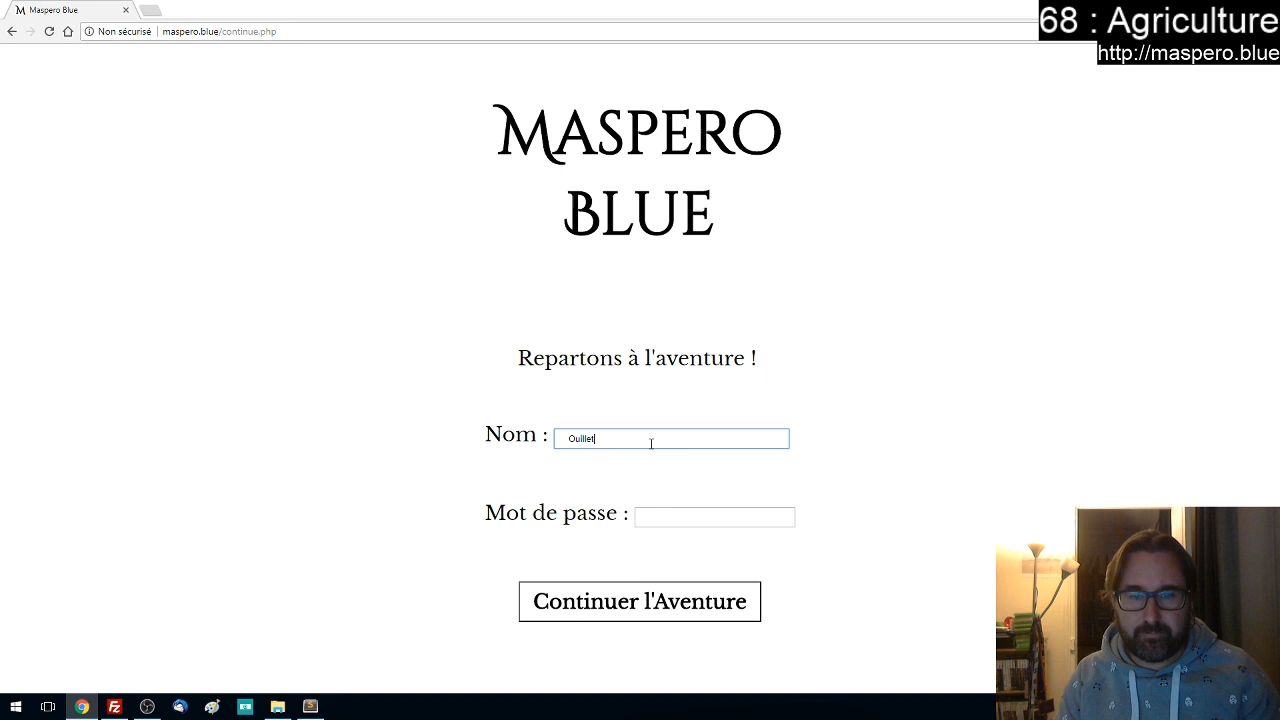 Maspero Blue
68 : Agriculture
Non sécurisé | maspero.blue/continue.php
http://maspero.blue
MASPERO
BLUE
Repartons à l'aventure !
Nom : Ouillet
Mot de passe :
Continuer l'Aventure